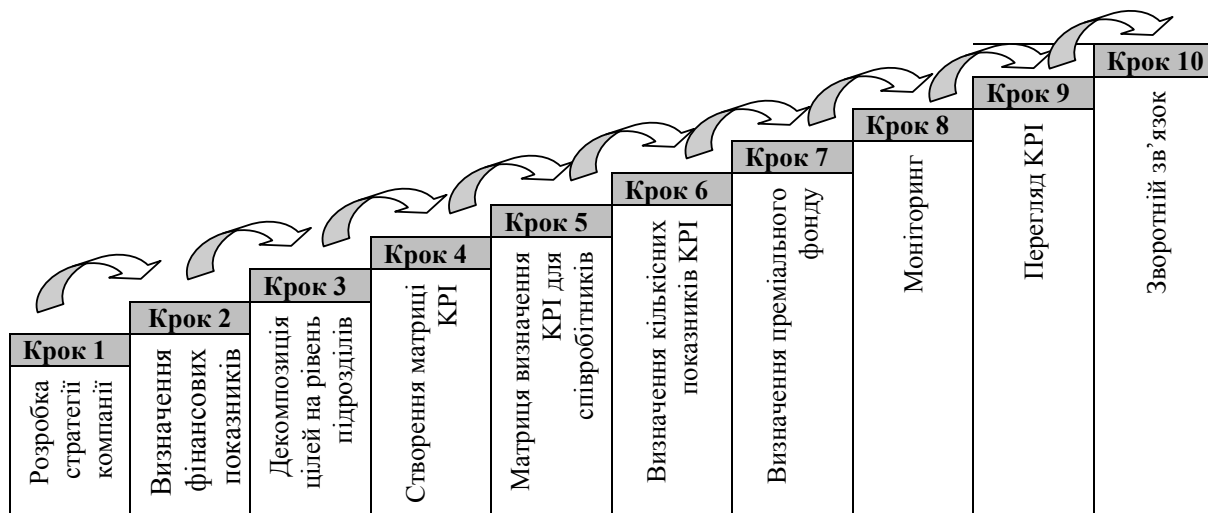 Крок 1
Розробка
стратегії
компанії
Крок 2
Визначення
фінансових
показників
Крок 3
Декомпозиція
цілей на рівень
підрозділів
Крок 4
Створення матриці
KPI
Крок 5
Матриця визначення
KPI для
співробітників
Крок 6
Визначення кількісних
показників KPI
Крок 7
Визначення преміального
фонду
Крок 8
Моніторинг
Крок 9
Перегляд KPI
Крок 10
Зворотній зв’язок